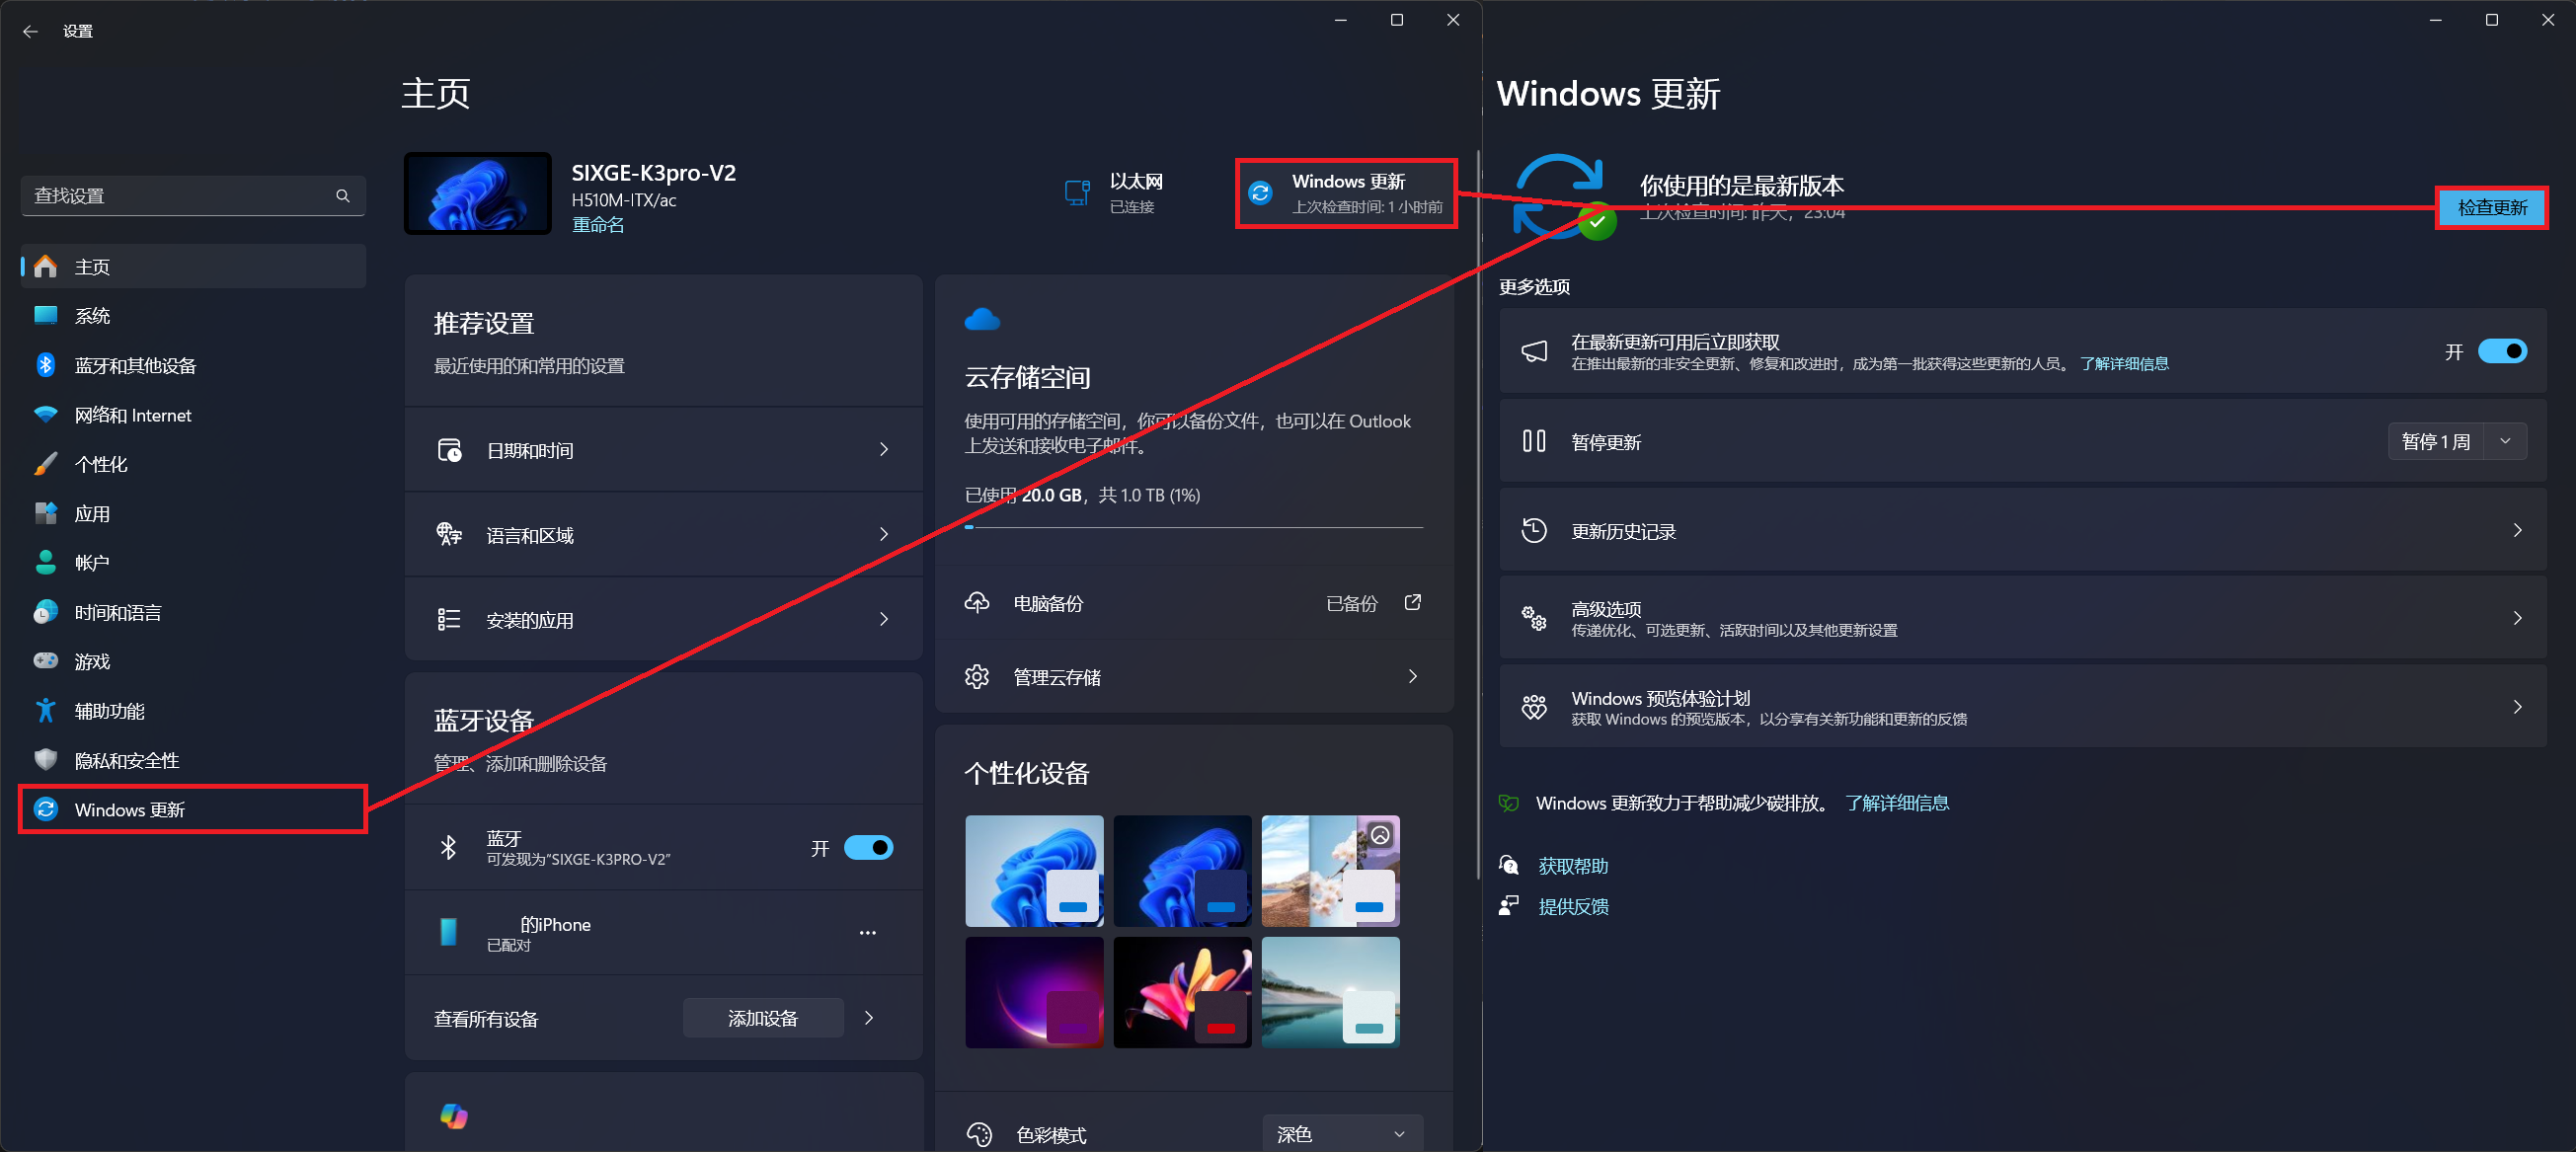 设置
主页
查找设置
主页
系统
蓝牙和其他设备
网络和 Internet
个性化
应用
帐户
时间和语言
游戏
辅助功能
隐私和安全性
Windows 更新
SIXGE-K3pro-V2
H510M-ITX/ac
重命名
以太网
已连接
Windows 更新
上次检查时间: 1 小时前
推荐设置
最近使用的和常用的设置
日期和时间
语言和区域
安装的应用
蓝牙设备
管理、添加和删除设备
蓝牙
可发现为“SIXGE-K3PRO-V2”
开
的iPhone
已配对
查看所有设备
添加设备
云存储空间
使用可用的存储空间，你可以备份文件，也可以在 Outlook
上发送和接收电子邮件。
已使用 20.0 GB，共 1.0 TB (1%)
电脑备份
已备份
管理云存储
个性化设备
色彩模式
深色
Windows 更新
你使用的是最新版本
上次检查时间: 昨天，23:04
检查更新
更多选项
在最新更新可用后立即获取
在推出最新的非安全更新、修复和改进时，成为第一批获得这些更新的人员。 了解详细信息
开
暂停更新
暂停 1 周
更新历史记录
高级选项
传递优化、可选更新、活跃时间以及其他更新设置
Windows 预览体验计划
获取 Windows 的预览版本，以分享有关新功能和更新的反馈
Windows 更新致力于帮助减少碳排放。 了解详细信息
获取帮助
提供反馈